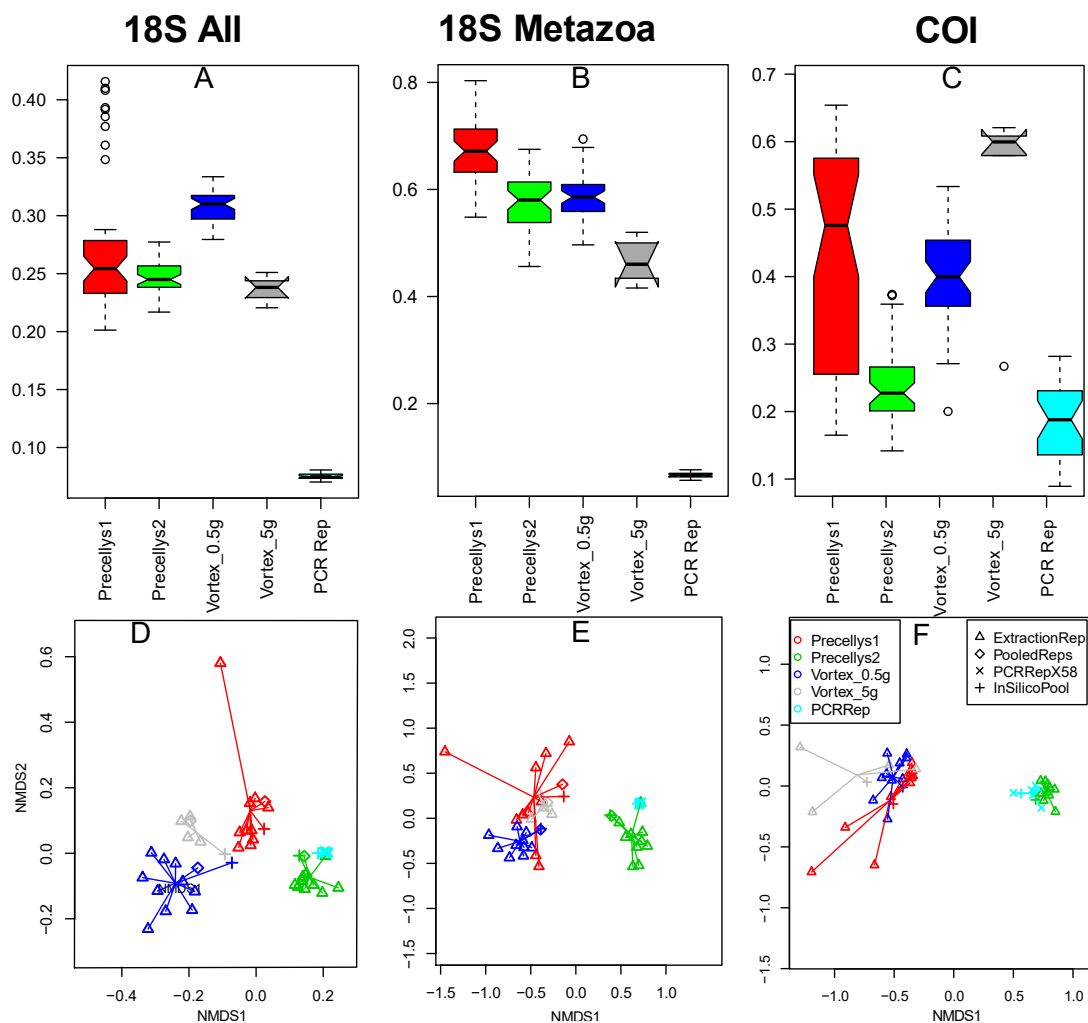 18S All 18S Metazoa COI
A B C
0.40
0.35
0.30
0.25
0.20
0.15
0.10
0.8
0.6
0.4
0.2
0.7
0.6
0.5
0.4
0.3
0.2
0.1
Precellys1 Precellys2 Vortex_0.5g Vortex_5g PCR Rep
Precellys1 Precellys2 Vortex_0.5g Vortex_5g PCR Rep
Precellys1 Precellys2 Vortex_0.5g Vortex_5g PCR Rep
D E F
NMDS2
0.6
0.4
0.2
0.0
−0.2
NMDS1
−0.4 −0.2 0.0 0.2
NMDS1
2.0
1.5
1.0
0.5
0.0
−0.5
−1.0
−1.5
−1.5 −1.0 −0.5 0.0 0.5 1.0
NMDS1
Precellys1
Precellys2
Vortex_0.5g
Vortex_5g
PCRRep
ExtractionRep
PooledReps
PCRRepX58
InSilicoPool
1.0
0.5
0.0
−0.5
−1.0
−1.5
−1.0 −0.5 0.0 0.5 1.0
NMDS1